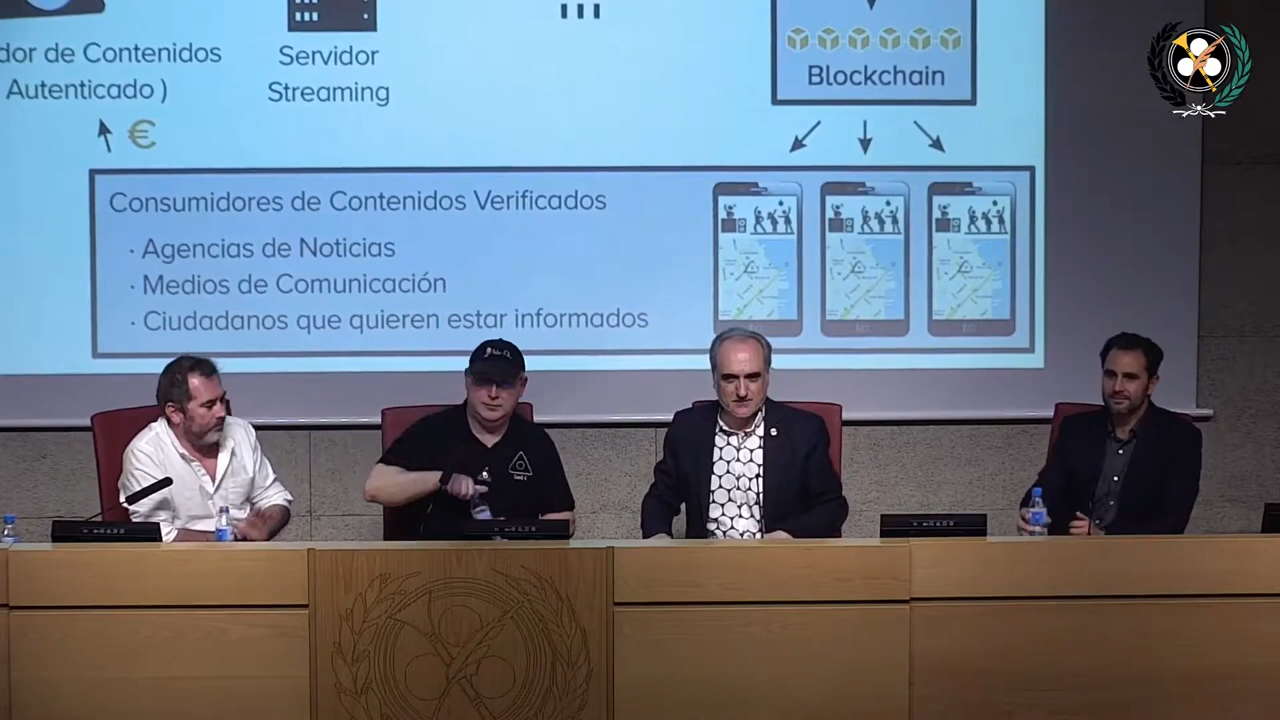 dor de Contenidos
Autenticado )
Servidor
Streaming
€
Blockchain
Consumidores de Contenidos Verificados
· Agencias de Noticias
· Medios de Comunicación
· Ciudadanos que quieren estar informados